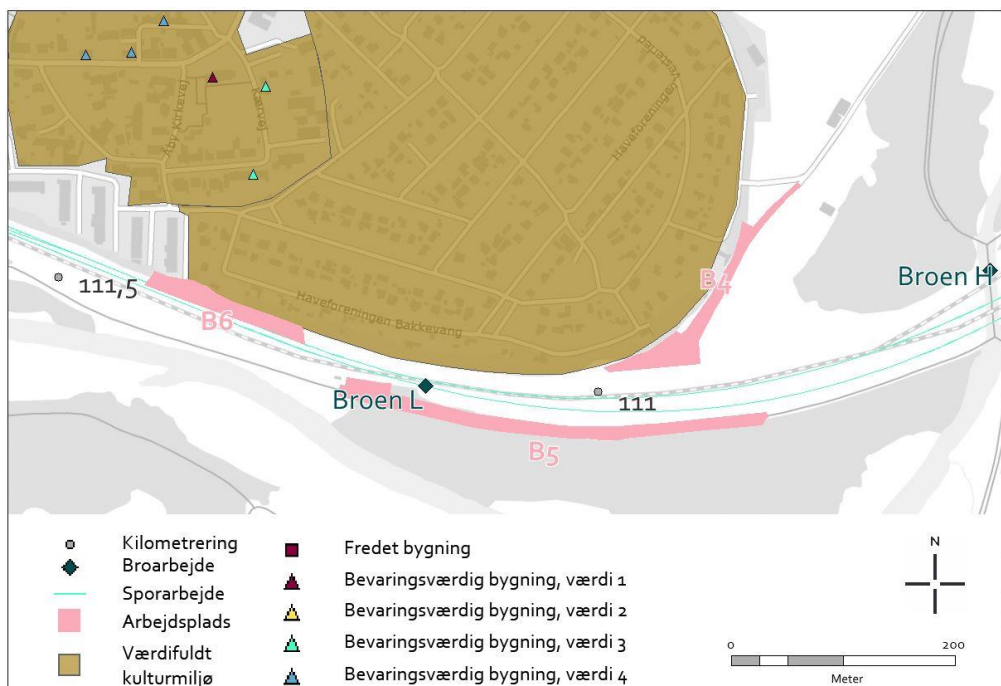 Åby Kirkevej
Kærvej
Haveforeningen
Vesterled
111,5
B6
Haveforeningen Bakkevang
B4
Broen H
Broen L
111
B5
Kilometrering
Broarbejde
Sporarbejde
Arbejdsplads
Værdifuldt
kulturmiljø
Fredet bygning
Bevaringsværdig bygning, værdi 1
Bevaringsværdig bygning, værdi 2
Bevaringsværdig bygning, værdi 3
Bevaringsværdig bygning, værdi 4
N
0 200
Meter